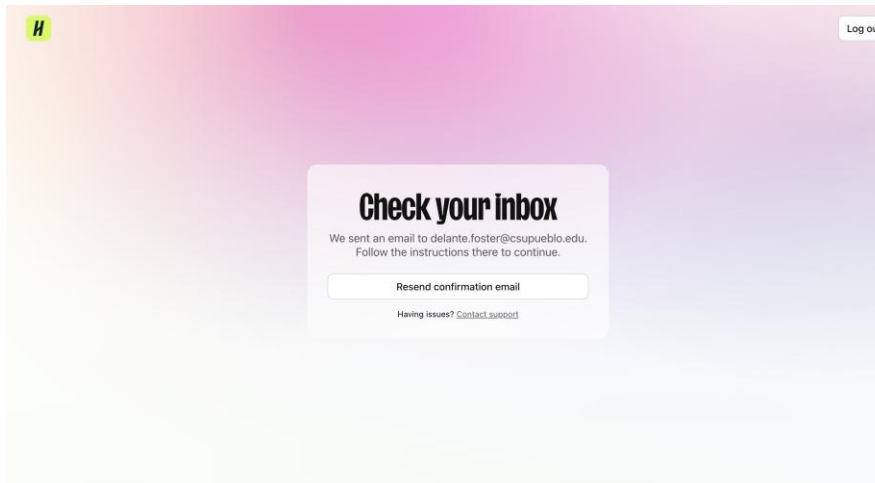 H
Log ou
Check your inbox
We sent an email to delante.foster@csupueblo.edu.
Follow the instructions there to continue.
Resend confirmation email
Having issues? Contact support